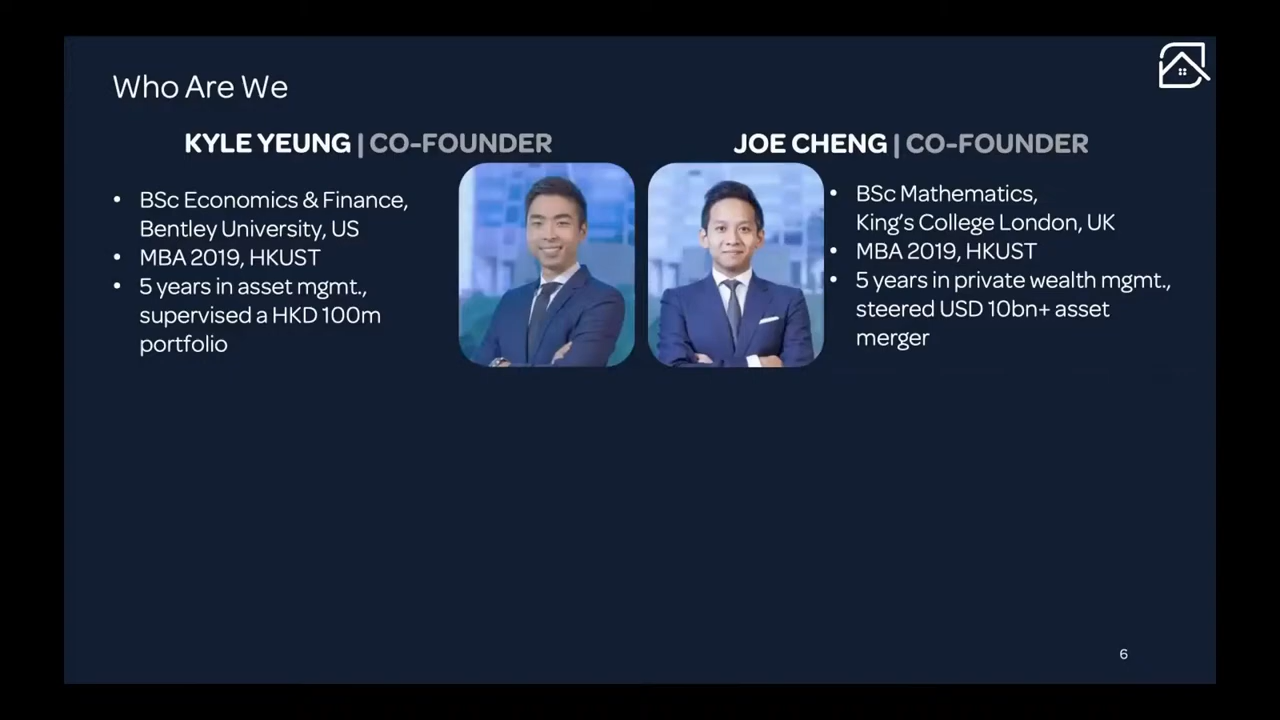 Who Are We
KYLE YEUNG | CO-FOUNDER
• BSc Economics & Finance,
Bentley University, US
• MBA 2019, HKUST
• 5 years in asset mgmt.,
supervised a HKD 100m
portfolio
JOE CHENG | CO-FOUNDER
• BSc Mathematics,
King's College London, UK
• MBA 2019, HKUST
• 5 years in private wealth mgmt.,
steered USD 10bn+ asset
merger
6